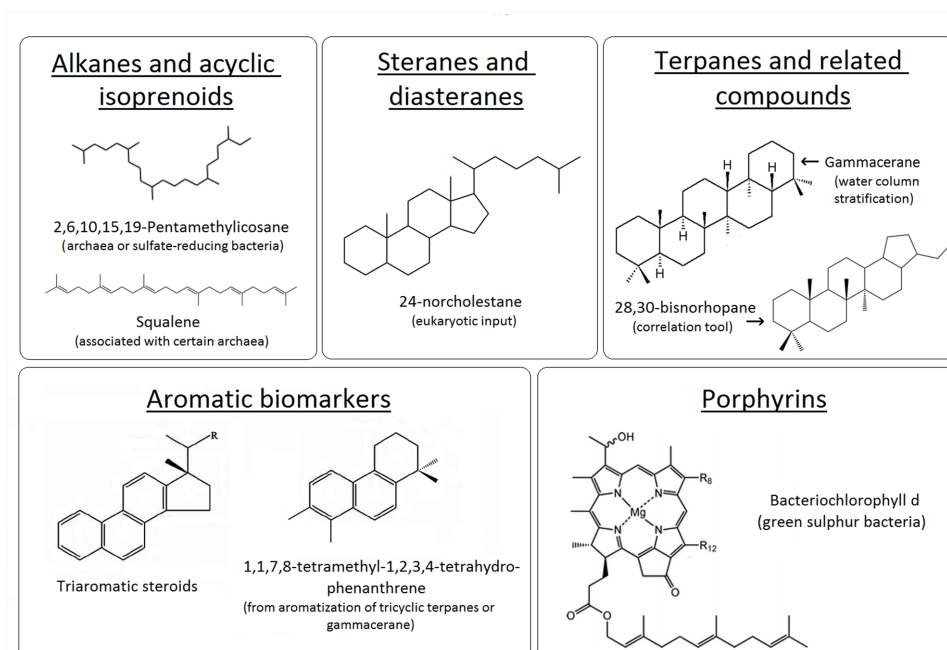 Alkanes and acyclic
isoprenoids
2,6,10,15,19-Pentamethylicosane
(archaea or sulfate-reducing bacteria)
Squalene
(associated with certain archaea)
Steranes and
diasteranes
24-norcholestane
(eukaryotic input)
Terpanes and related
compounds
H
H
H
H
← Gammacerane
(water column
stratification)
28,30-bisnorhopane
(correlation tool) →
Aromatic biomarkers
R
Triaromatic steroids
1,1,7,8-tetramethyl-1,2,3,4-tetrahydro-
phenanthrene
(from aromatization of tricyclic terpanes or
gammacerane)
Porphyrins
OH
R8
N
N
Mg
N
N
R12
O
O
O
Bacteriochlorophyll d
(green sulphur bacteria)